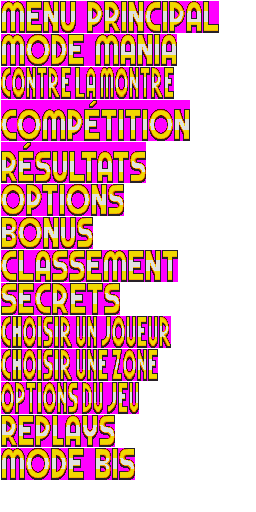 MENU PRINCIPAL
MODE MANIA
CONTRE LA MONTRE
COMPÉTITION
RÉSULTATS
OPTIONS
BONUS
CLASSEMENT
SECRETS
CHOISIR UN JOUEUR
CHOISIR UNE ZONE
OPTIONS DU JEU
REPLAYS
MODE BIS